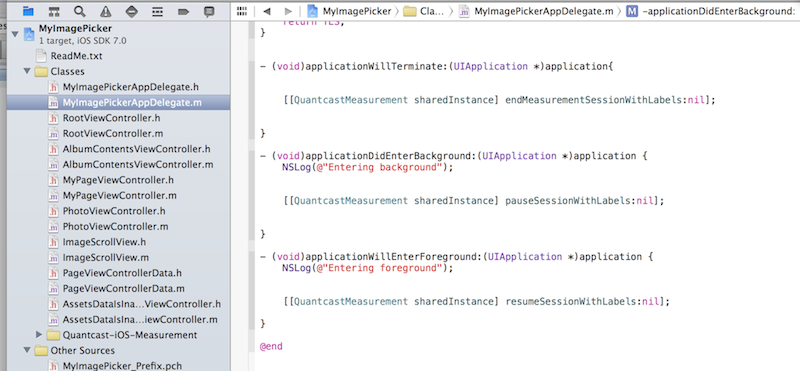 MyImagePicker
1 target, iOS SDK 7.0
ReadMe.txt
Classes
MyImagePickerAppDelegate.h
MyImagePickerAppDelegate.m
RootViewController.h
RootViewController.m
AlbumContentsViewController.h
AlbumContentsViewController.m
MyPageViewController.h
MyPageViewController.m
PhotoViewController.h
PhotoViewController.m
ImageScrollView.h
ImageScrollView.m
PageViewControllerData.h
PageViewControllerData.m
AssetsDataIsIna...ViewController.h
AssetsDataIsIna...iewController.m
Quantcast-iOS-Measurement
Other Sources
MyImagePicker_Prefix.pch
MyImagePicker Cla... MyImagePickerAppDelegate.m M -applicationDidEnterBackground:
return YES;
}
- (void)applicationWillTerminate:(UIApplication *)application{
[[QuantcastMeasurement sharedInstance] endMeasurementSessionWithLabels:nil];
}
- (void)applicationDidEnterBackground:(UIApplication *)application {
NSLog(@"Entering background");
[[QuantcastMeasurement sharedInstance] pauseSessionWithLabels:nil];
}
- (void)applicationWillEnterForeground:(UIApplication *)application {
NSLog(@"Entering foreground");
[[QuantcastMeasurement sharedInstance] resumeSessionWithLabels:nil];
}
@end